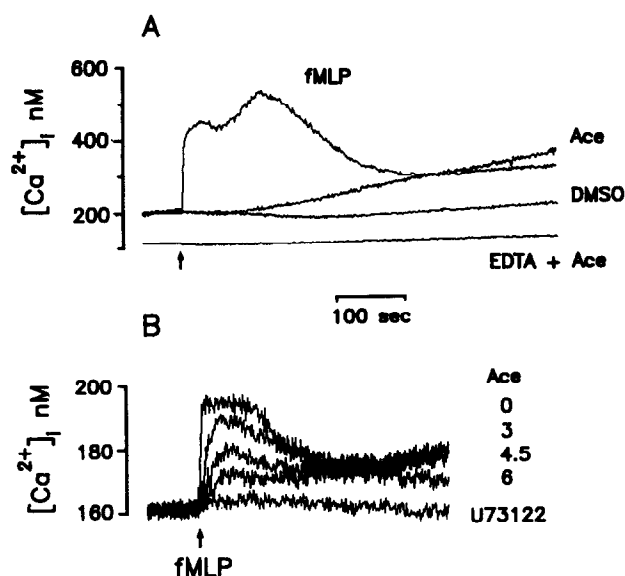 A
600
fMLP
[Ca2+]i nM
400
Ace
200
DMSO
EDTA + Ace
100 sec
B
200
Ace
0
[Ca2+]i nM
3
180
4.5
6
160
U73122
fMLP